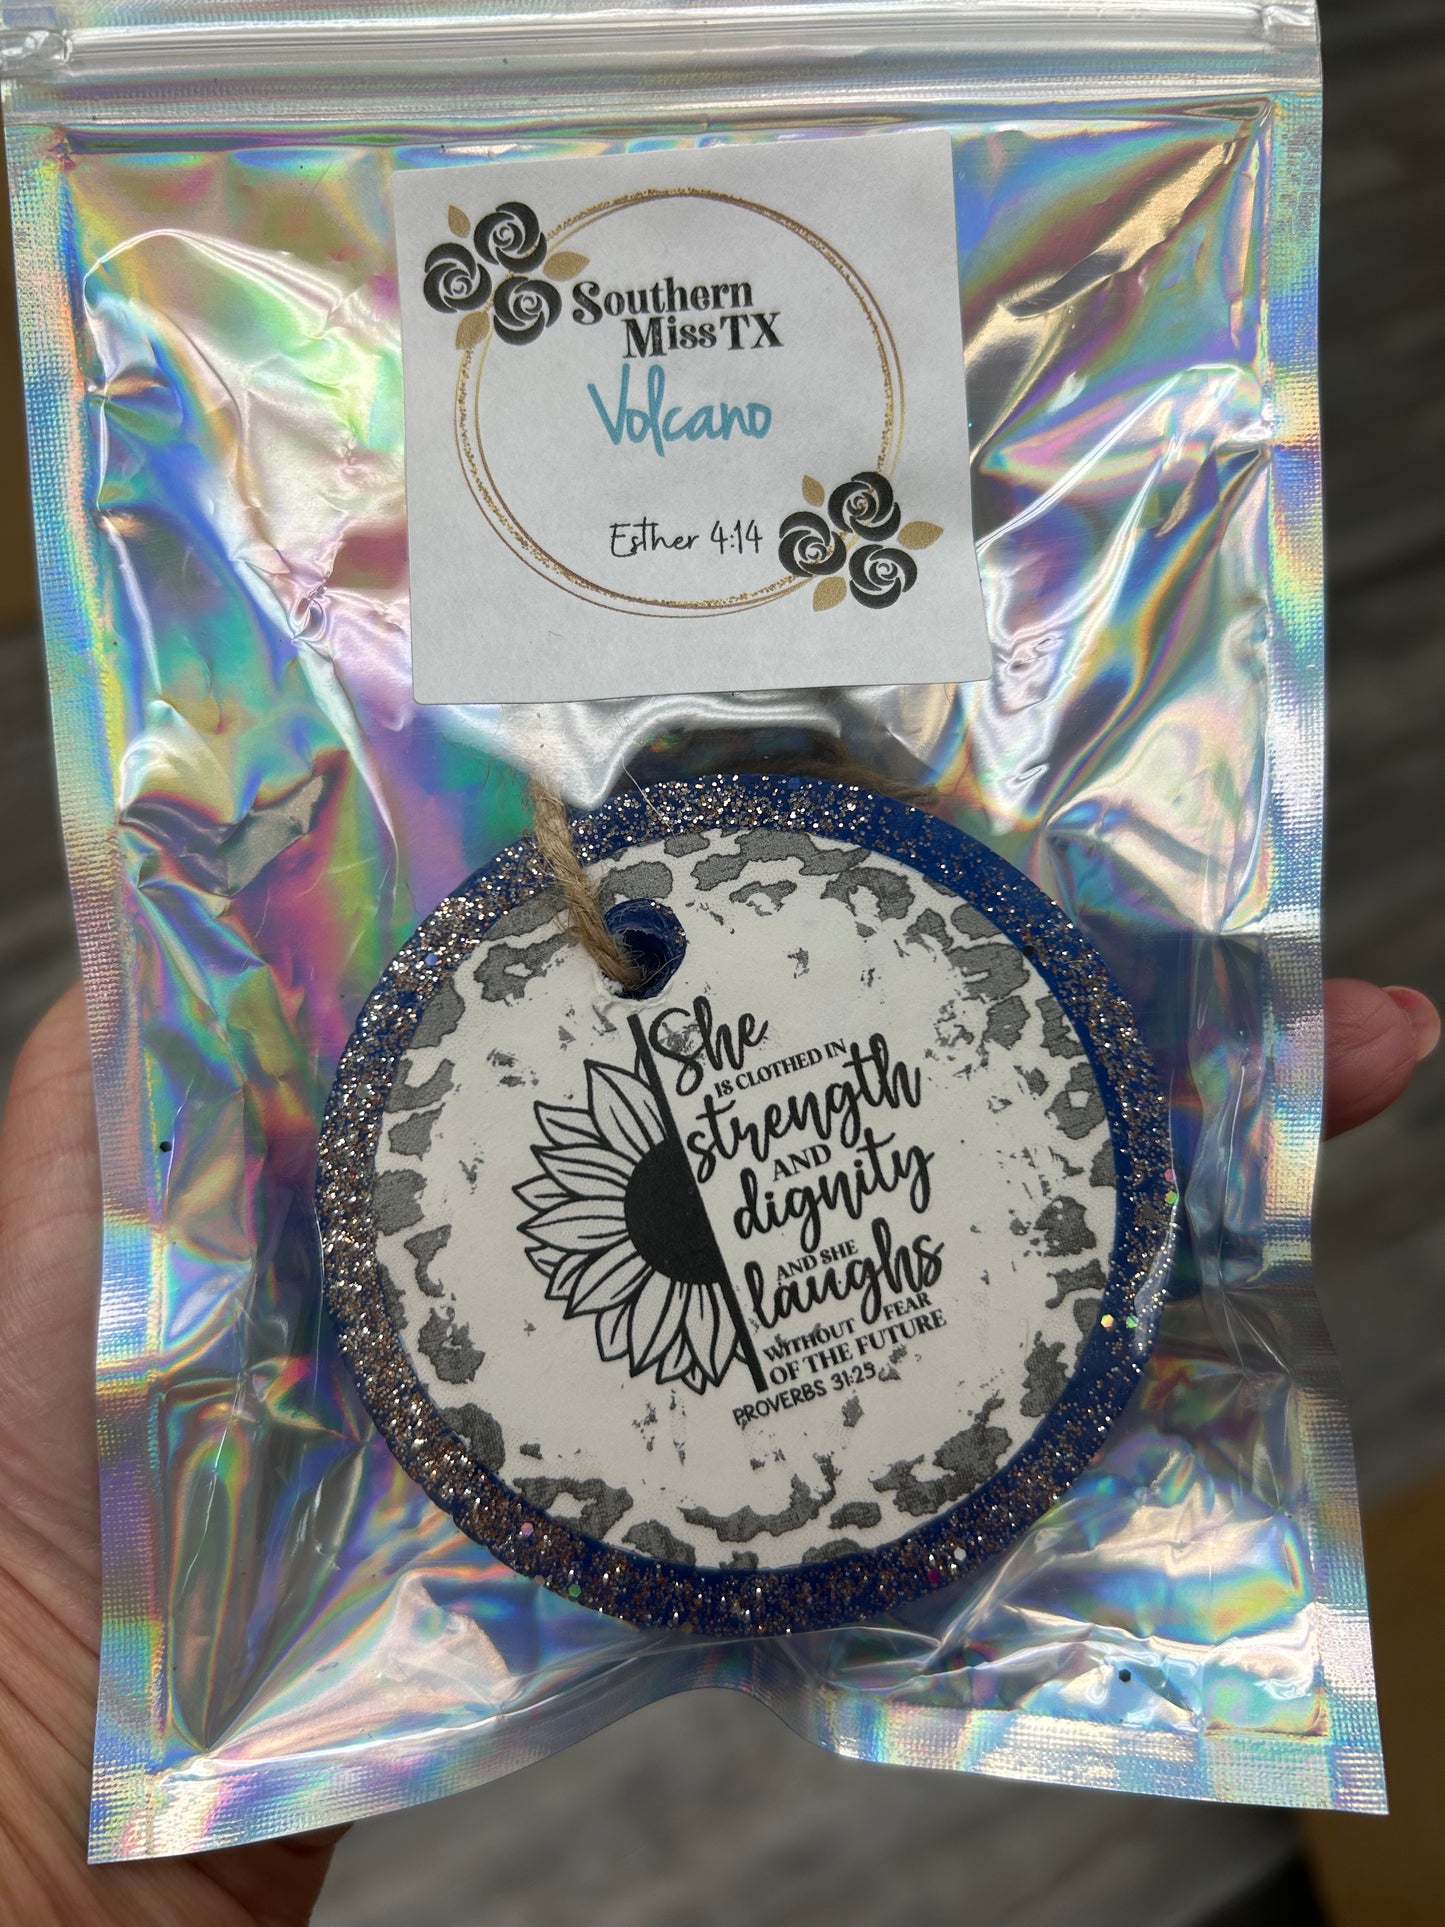 Southern
Miss TX
Volcano
Esther 4:14
She
IS CLOTHED IN
strength
AND
dignity
AND SHE
laughs
WITHOUT FEAR
OF THE FUTURE
PROVERBS 31:25